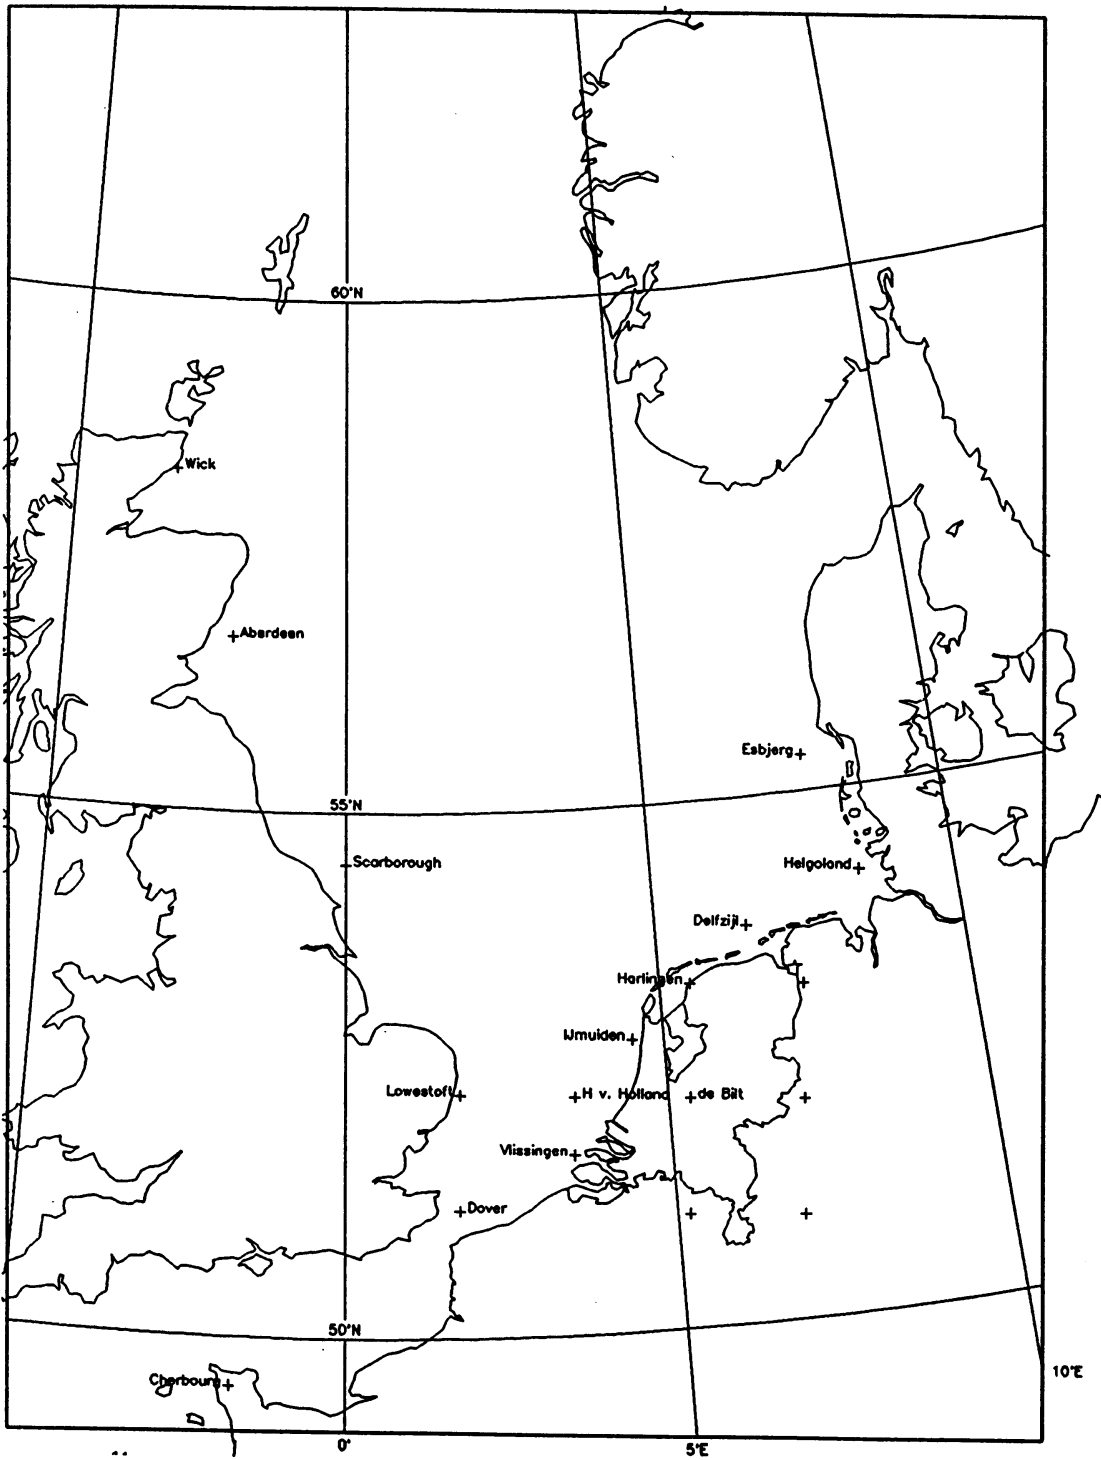 60°N
Wick
Aberdeen
Esbjerg
55°N
Scarborough
Helgoland
Delfzijl
Harlingen
IJmuiden
Lowestoft
H v. Holland
de Bilt
Vlissingen
Dover
50°N
10°E
Cherbourg
0°
5°E